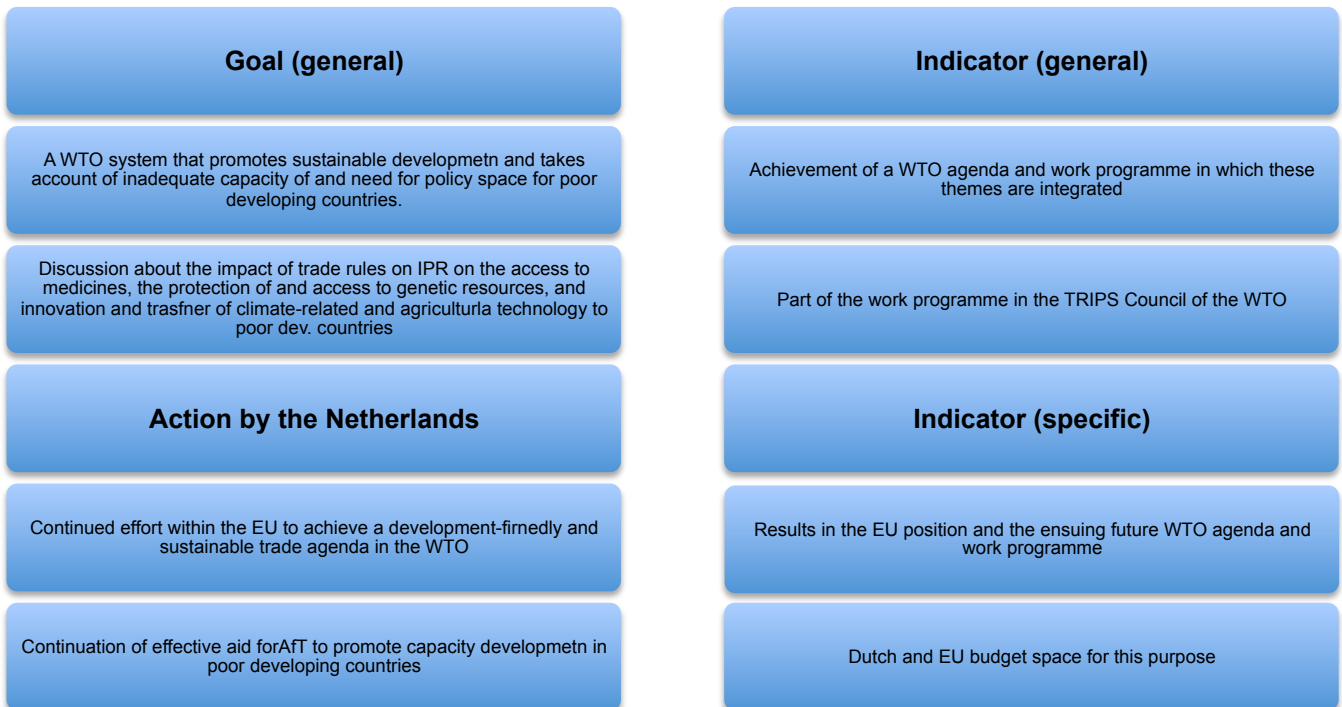 Goal (general)
Indicator (general)
A WTO system that promotes sustainable developmetn and takes
account of inadequate capacity of and need for policy space for poor
developing countries.
Achievement of a WTO agenda and work programme in which these
themes are integrated
Discussion about the impact of trade rules on IPR on the access to
medicines, the protection of and access to genetic resources, and
innovation and trasfner of climate-related and agriculturla technology to
poor dev. countries
Part of the work programme in the TRIPS Council of the WTO
Action by the Netherlands
Indicator (specific)
Continued effort within the EU to achieve a development-firnedly and
sustainable trade agenda in the WTO
Results in the EU position and the ensuing future WTO agenda and
work programme
Continuation of effective aid forAfT to promote capacity developmetn in
poor developing countries
Dutch and EU budget space for this purpose